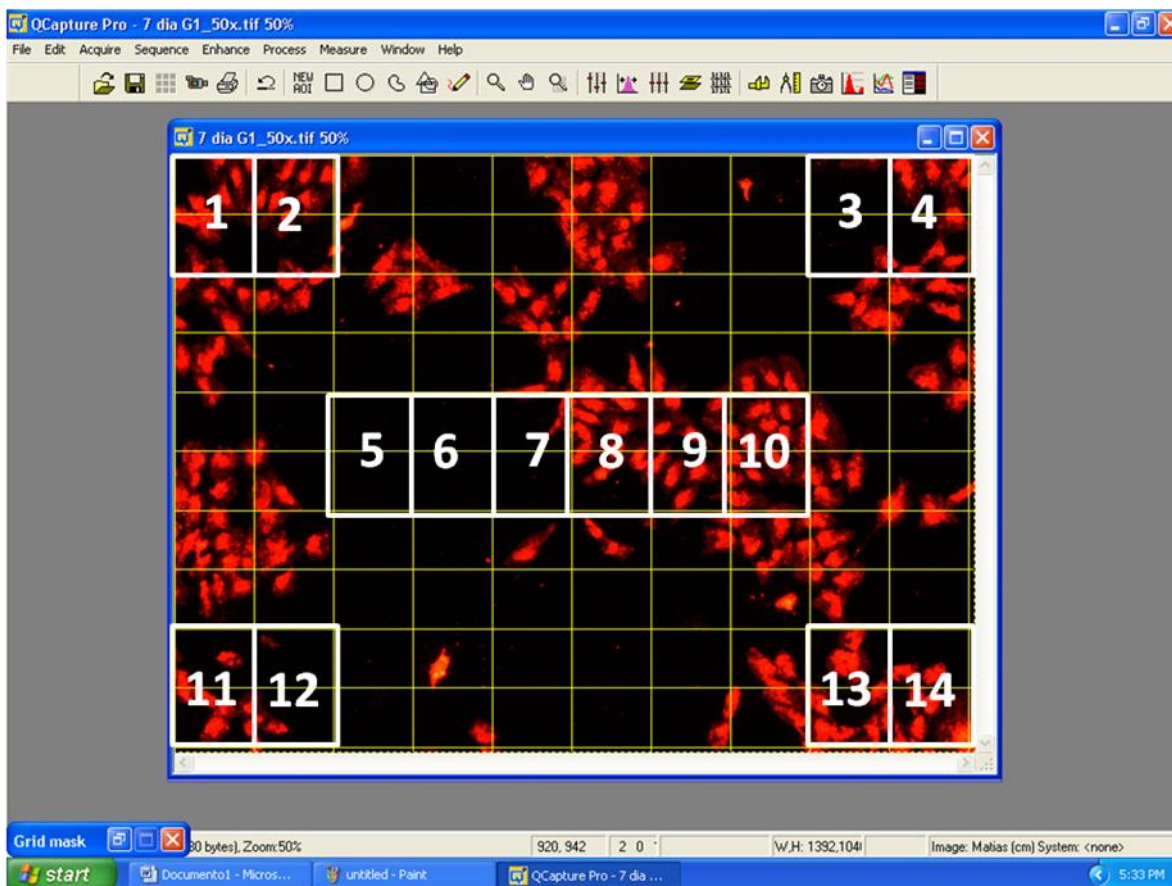 QCapture Pro - 7 dia G1_50x.tif 50%
File Edit Acquire Sequence Enhance Process Measure Window Help
NEW
AOI
7 dia G1_50x.tif 50%
1 2 3 4
5 6 7 8 9 10
11 12 13 14
Grid mask
30 bytes), Zoom:50% 920, 942 2 0 W,H: 1392,104 Image: Matias (cm) System: <none>
start Documento1 - Micros... untitled - Paint QCapture Pro - 7 dia ... 5:33 PM